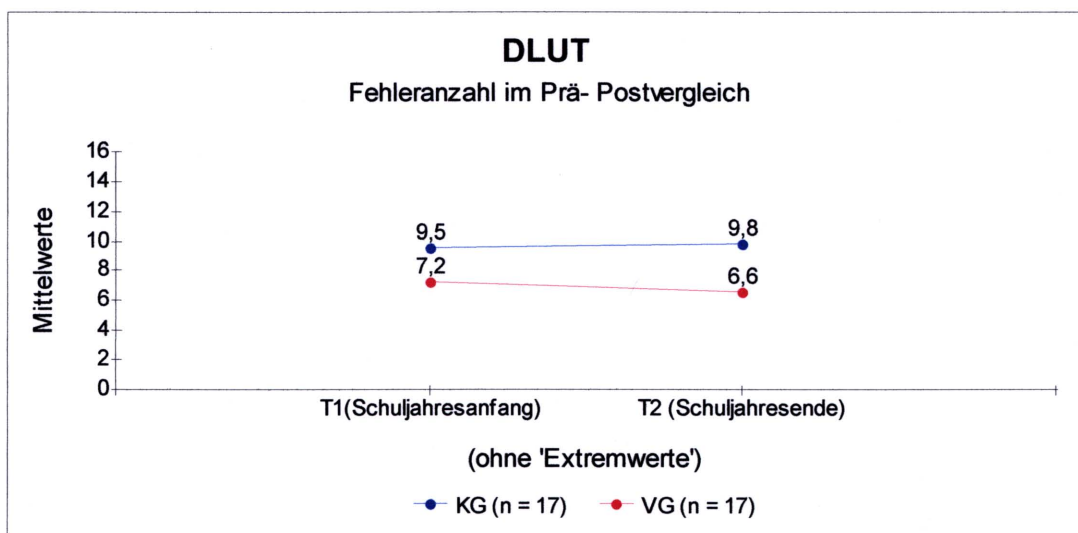 DLUT
Fehleranzahl im Prä- Postvergleich
Mittelwerte
16
14
12
10
8
6
4
2
0
9,5
9,8
7,2
6,6
T1(Schuljahresanfang)
T2 (Schuljahresende)
(ohne 'Extremwerte')
KG (n = 17)
VG (n = 17)